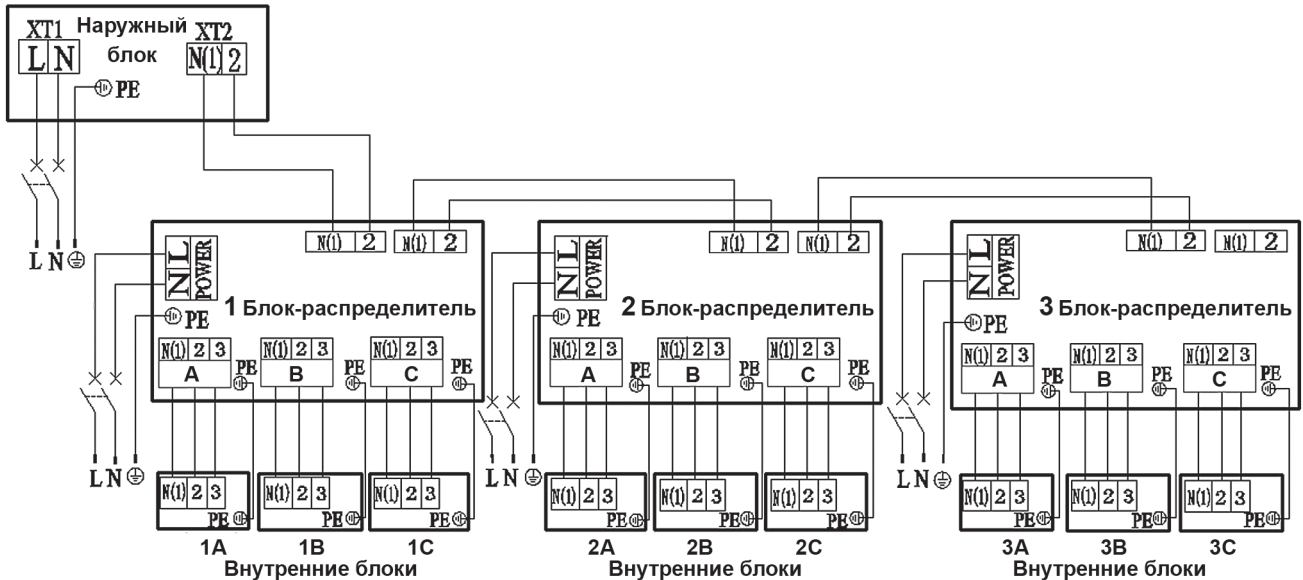 XT1 Наружный XT2
блок
L N N(1) 2
PE
L N
N(1) 2 N(1) 2 N(1) 2 N(1) 2 N(1) 2 N(1) 2
N L POWER N L POWER N L POWER
1 Блок-распределитель 2 Блок-распределитель 3 Блок-распределитель
PE PE PE
N(1) 2 3 N(1) 2 3 N(1) 2 3 N(1) 2 3 N(1) 2 3 N(1) 2 3 N(1) 2 3 N(1) 2 3 N(1) 2 3
A PE B PE C PE A PE B PE C PE A PE B PE C PE
L N L N L N
N(1) 2 3 N(1) 2 3 N(1) 2 3 N(1) 2 3 N(1) 2 3 N(1) 2 3 N(1) 2 3 N(1) 2 3 N(1) 2 3
PE PE PE PE PE PE PE PE PE
1A 1B 1C 2A 2B 2C 3A 3B 3C
Внутренние блоки Внутренние блоки Внутренние блоки